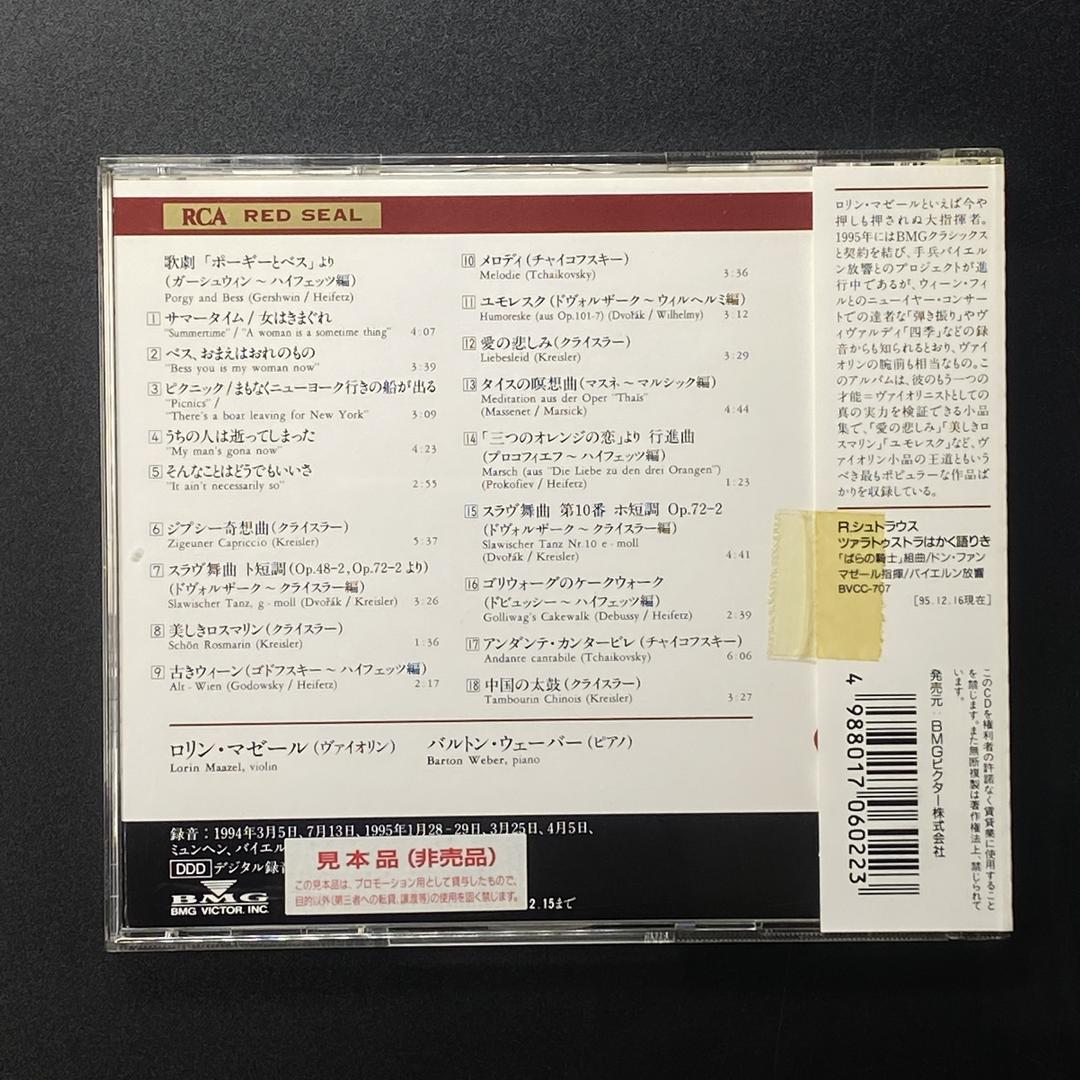 RCA RED SEAL
歌劇「ポーギーとベス」より
(ガーシュウィン～ハイフェッツ編)
Porgy and Bess (Gershwin / Heifetz)
1 サマータイム / 女はきまぐれ
"Summertime" / "A woman is a sometime thing" 4:07
2 ベス、おまえはおれのもの
"Bess you is my woman now" 3:39
3 ピクニック / まもなくニューヨーク行きの船が出る
"Picnics" /
"There's a boat leaving for New York" 3:09
4 うちの人は逝ってしまった
"My man's gona now" 4:23
5 そんなことはどうでもいいさ
"It ain't necessarily so" 2:55
6 ジプシー奇想曲(クライスラー)
Zigeuner Capriccio (Kreisler) 5:37
7 スラヴ舞曲 ト短調(Op.48-2, Op.72-2 より)
(ドヴォルザーク～クライスラー編)
Slawischer Tanz, g-moll (Dvořák / Kreisler) 3:26
8 美しきロスマリン(クライスラー)
Schön Rosmarin (Kreisler) 1:36
9 古きウィーン(ゴドフスキー～ハイフェッツ編)
Alt-Wien (Godowsky / Heifetz) 2:17
10 メロディ(チャイコフスキー)
Melodie (Tchaikovsky) 3:36
11 ユモレスク(ドヴォルザーク～ウィルヘルミ編)
Humoreske (aus Op.101-7) (Dvořák / Wilhelmy) 3:12
12 愛の悲しみ(クライスラー)
Liebesleid (Kreisler) 3:29
13 タイスの瞑想曲(マスネ～マルシック編)
Meditation aus der Oper "Thaïs"
(Massenet / Marsick) 4:44
14 「三つのオレンジの恋」より 行進曲
(プロコフィエフ～ハイフェッツ編)
Marsch (aus "Die Liebe zu den drei Orangen")
(Prokofiev / Heifetz) 1:23
15 スラヴ舞曲 第10番 ホ短調 Op.72-2
(ドヴォルザーク～クライスラー編)
Slawischer Tanz Nr.10 e-moll
(Dvořák / Kreisler) 4:41
16 ゴリウォーグのケークウォーク
(ドビュッシー～ハイフェッツ編)
Golliwag's Cakewalk (Debussy / Heifetz) 2:39
17 アンダンテ・カンタービレ(チャイコフスキー)
Andante cantabile (Tchaikovsky) 6:06
18 中国の太鼓(クライスラー)
Tambourin Chinois (Kreisler) 3:27
ロリン・マゼール(ヴァイオリン) バルトン・ウェーバー(ピアノ)
Lorin Maazel, violin Barton Weber, piano
録音：1994年3月5日、7月13日、1995年1月28-29日、3月25日、4月5日、
ミュンヘン、バイエル
DDD デジタル録音
BMG
BMG VICTOR, INC.
見本品(非売品)
この見本品は、プロモーション用として貸与したもので、
目的以外(第三者への転貸、譲渡等)の使用を固く禁じます。
2.15まで
ロリン・マゼールといえば今や
押しも押されぬ大指揮者。
1995年にはBMGクラシックス
と契約を結び、手兵バイエル
ン放響とのプロジェクトが進
行中であるが、ウィーン・フィ
ルとのニューイヤー・コンサー
トでの達者な「弾き振り」やヴ
ィヴァルディ「四季」などの録
音からも知られるとおり、ヴァイ
オリンの腕前も相当なもの。こ
のアルバムは、彼のもう一つの
才能＝ヴァイオリニストとしての
真の実力を検証できる小品
集で、「愛の悲しみ」「美しきロ
スマリン」「ユモレスク」など、ヴ
ァイオリン小品の王道ともいう
べき最もポピュラーな作品ば
かりを収録している。
R.シュトラウス
ツァラトゥストラはかく語りき
「ばらの騎士」組曲/ドン・ファン
マゼール指揮/バイエルン放響
BVCC-707
[95.12.16現在]
このCDを権利者の許諾なく賃貸業に使用すること
を禁じます。また無断複製は著作権法上、禁じられて
います。
発売元：BMGビクター株式会社
4 988017 060223